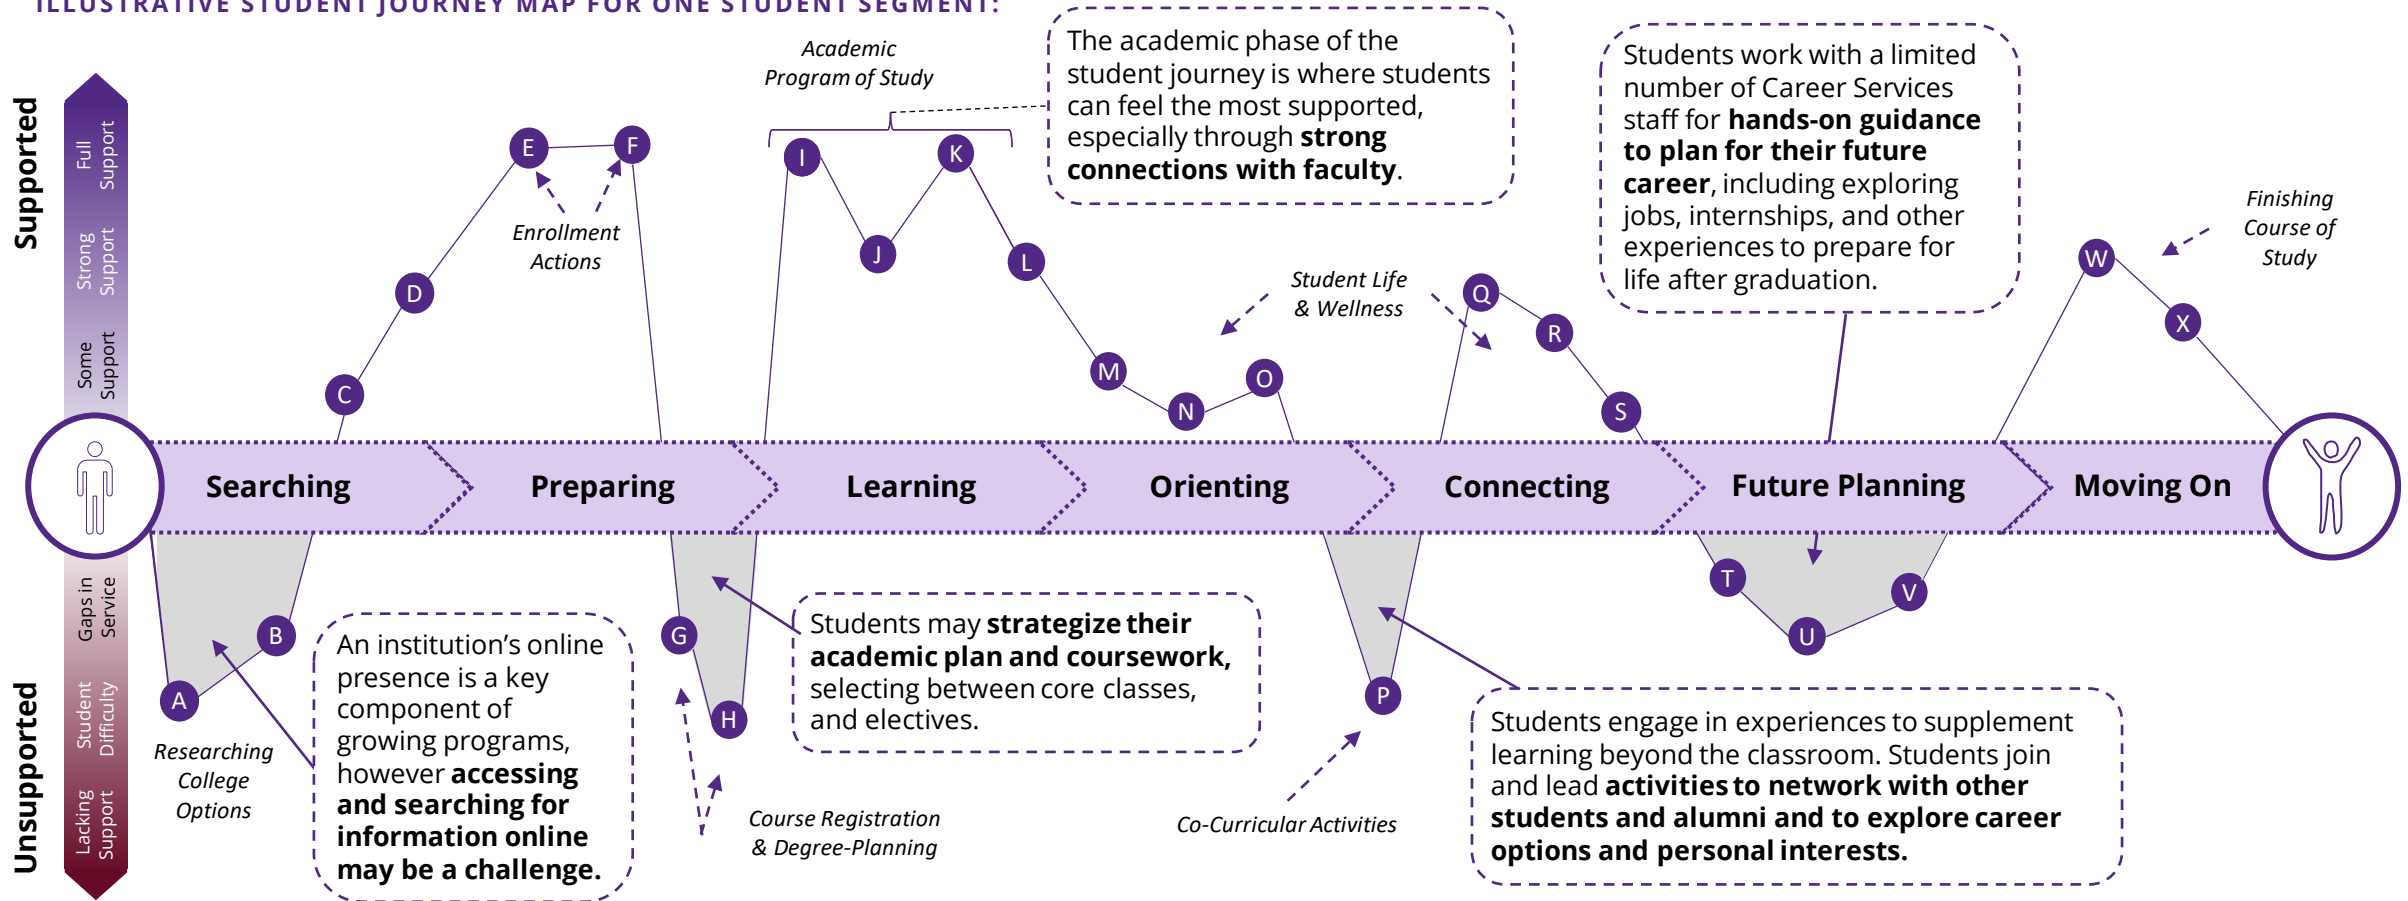 ILLUSTRATIVE STUDENT JOURNEY MAP FOR ONE STUDENT SEGMENT:
Supported
Full
Support
Strong
Support
Some
Support
Gaps in
Service
Student
Difficulty
Lacking
Support
Unsupported
Academic
Program of Study
The academic phase of the
student journey is where students
can feel the most supported,
especially through strong
connections with faculty.
Students work with a limited
number of Career Services
staff for hands-on guidance
to plan for their future
career, including exploring
jobs, internships, and other
experiences to prepare for
life after graduation.
Finishing
Course of
Study
Enrollment
Actions
Student Life
& Wellness
A
B
C
D
E
F
G
H
I
J
K
L
M
N
O
P
Q
R
S
T
U
V
W
X
Searching
Preparing
Learning
Orienting
Connecting
Future Planning
Moving On
Researching
College
Options
An institution’s online
presence is a key
component of
growing programs,
however accessing
and searching for
information online
may be a challenge.
Students may strategize their
academic plan and coursework,
selecting between core classes,
and electives.
Course Registration
& Degree-Planning
Co-Curricular Activities
Students engage in experiences to supplement
learning beyond the classroom. Students join
and lead activities to network with other
students and alumni and to explore career
options and personal interests.